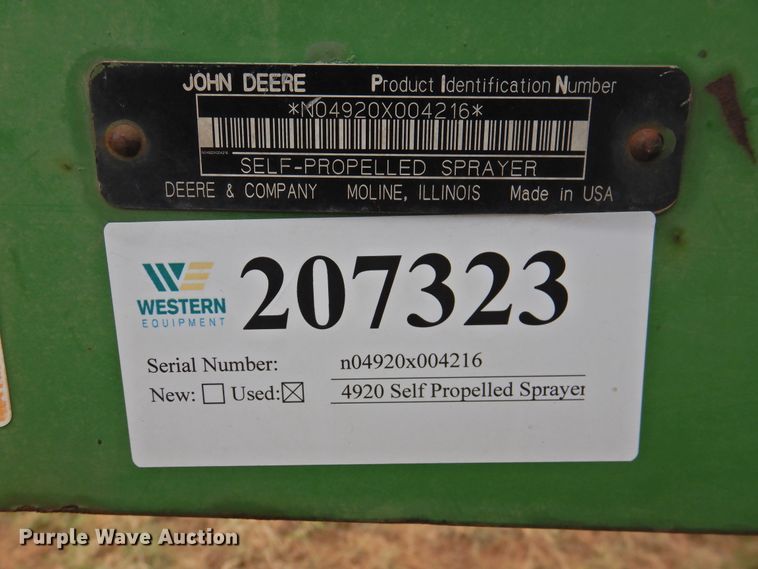 JOHN DEERE Product Identification Number
*N04920X004216*
SELF-PROPELLED SPRAYER
DEERE & COMPANY MOLINE, ILLINOIS Made in USA
WE
WESTERN
EQUIPMENT
207323
Serial Number: n04920x004216
New: Used: 4920 Self Propelled Sprayer
Purple Wave Auction